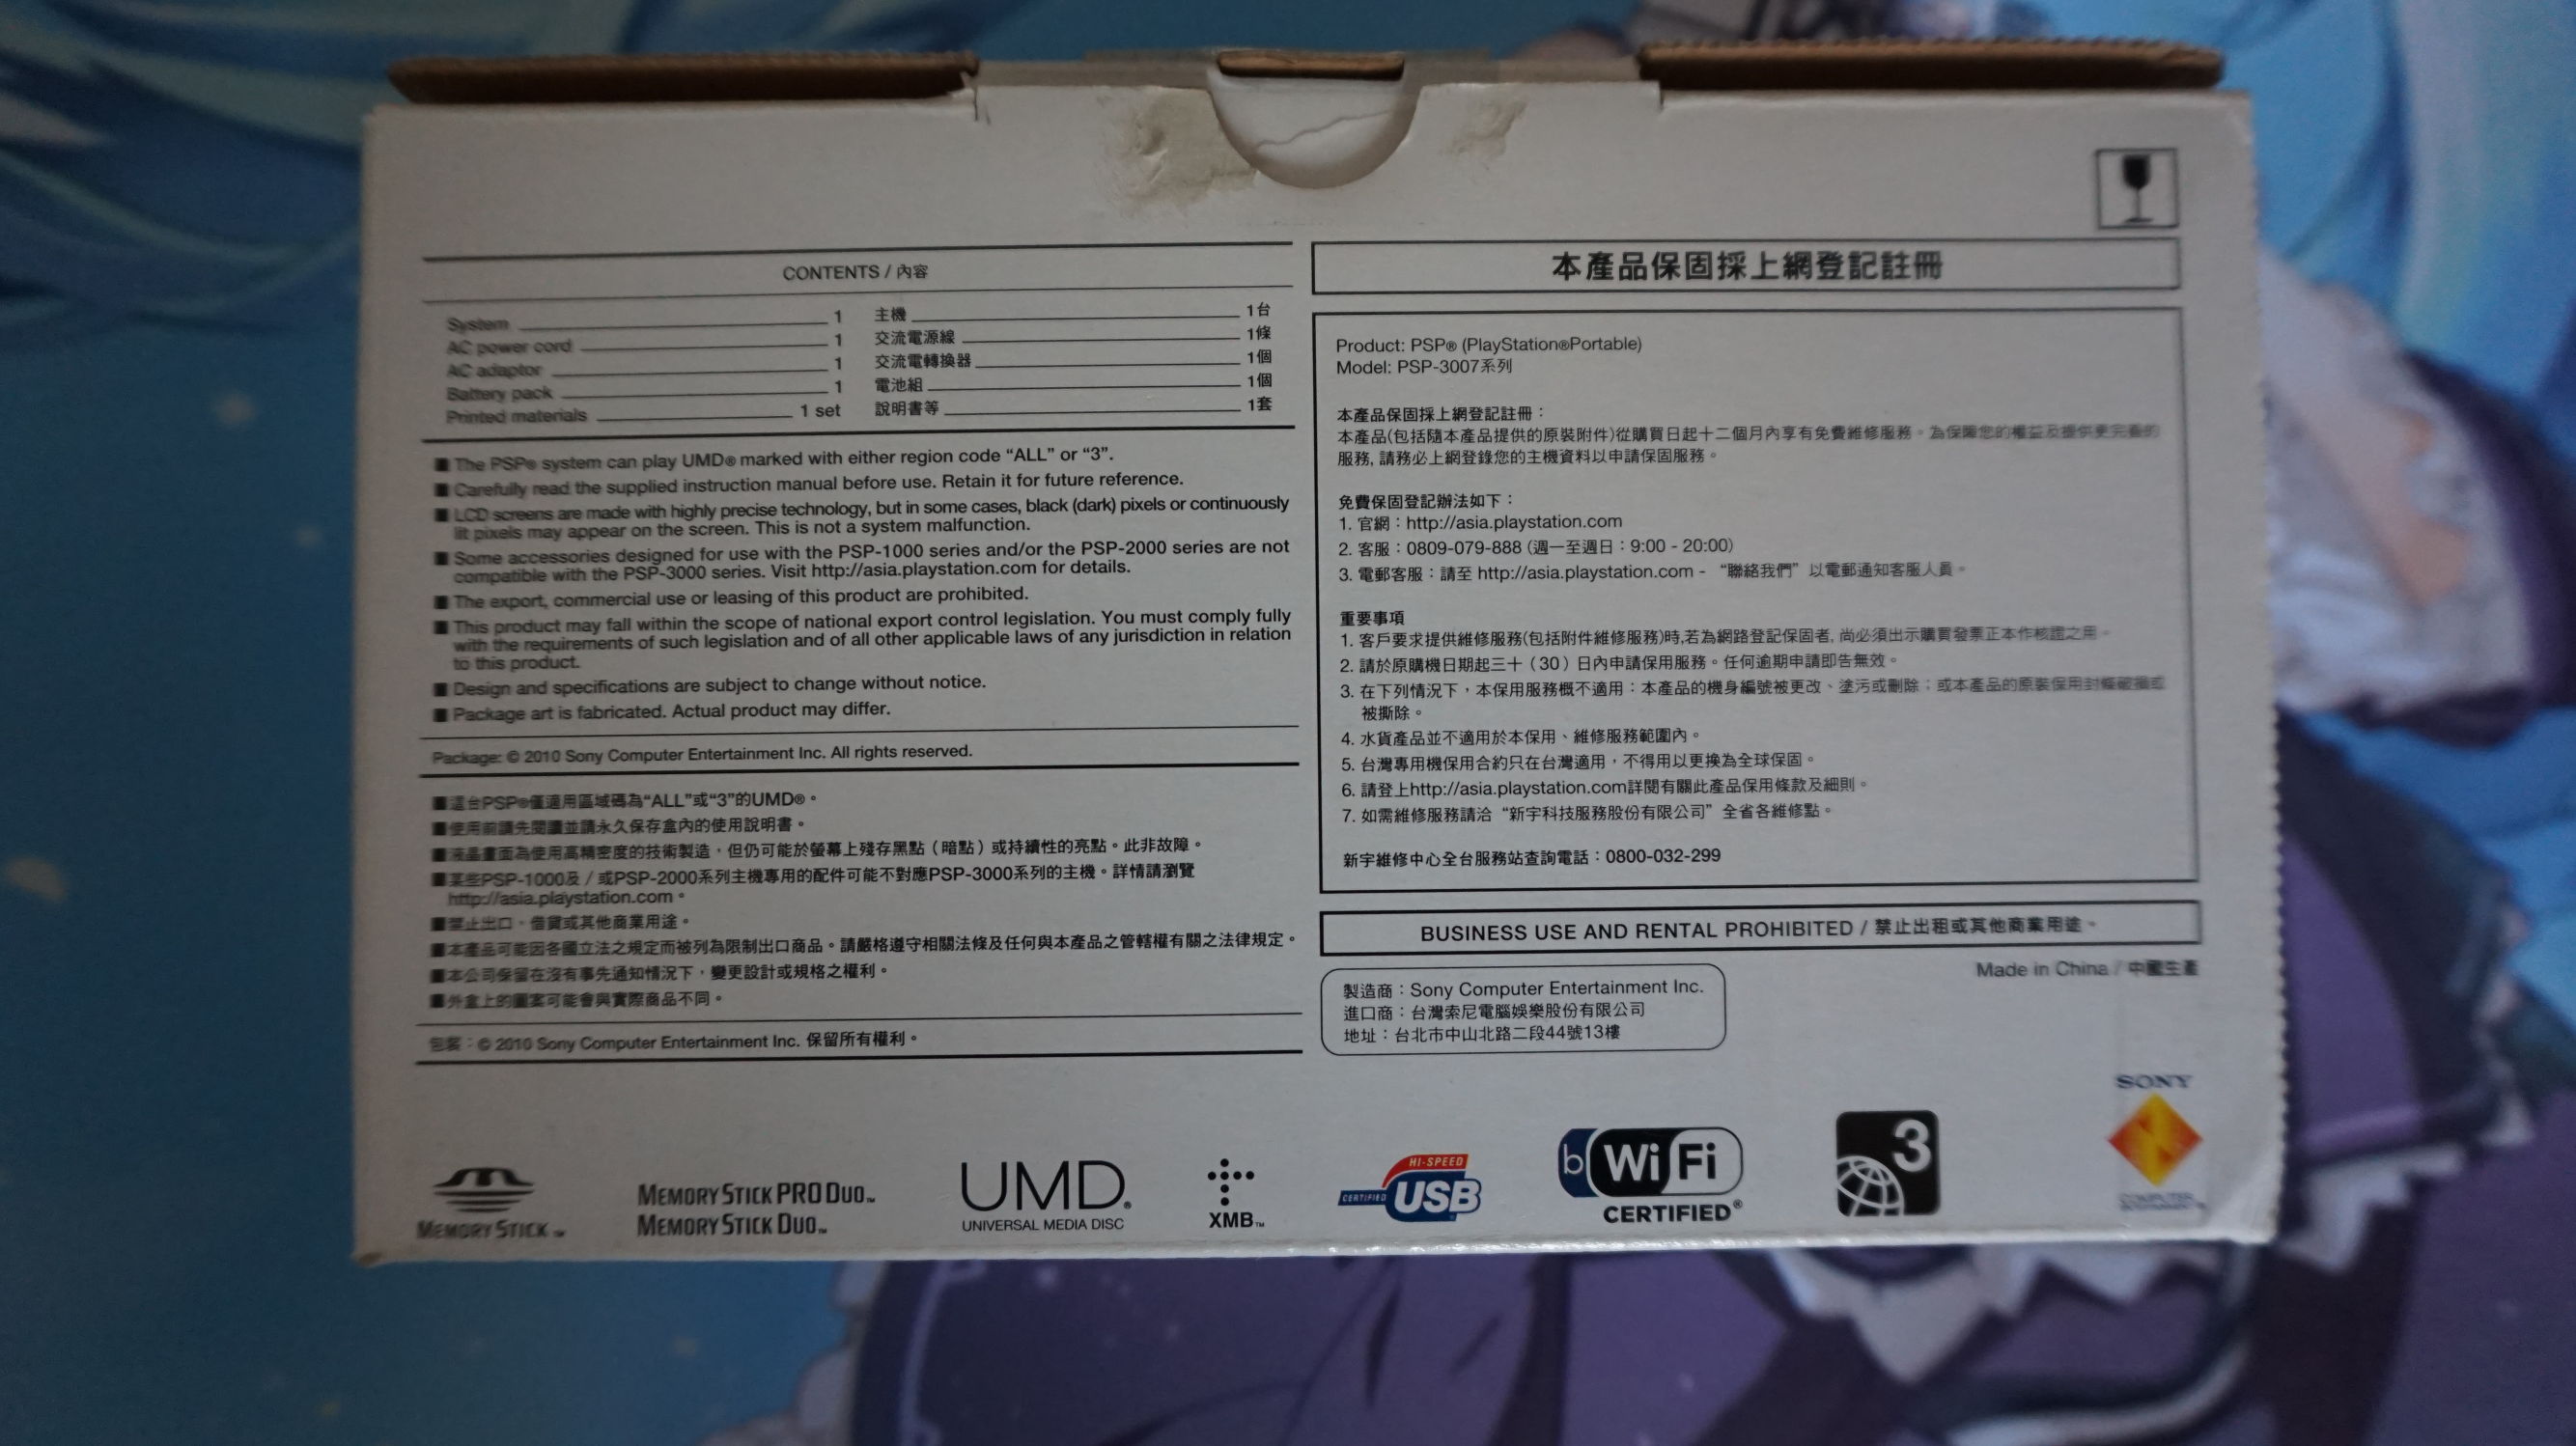 CONTENTS / 內容
System 1
AC power cord 1
AC adaptor 1
Battery pack 1
Printed materials 1 set
主機 1台
交流電源線 1條
交流電轉換器 1個
電池組 1個
說明書等 1套
■ The PSP® system can play UMD® marked with either region code “ALL” or “3”.
■ Carefully read the supplied instruction manual before use. Retain it for future reference.
■ LCD screens are made with highly precise technology, but in some cases, black (dark) pixels or continuously
lit pixels may appear on the screen. This is not a system malfunction.
■ Some accessories designed for use with the PSP-1000 series and/or the PSP-2000 series are not
compatible with the PSP-3000 series. Visit http://asia.playstation.com for details.
■ The export, commercial use or leasing of this product are prohibited.
■ This product may fall within the scope of national export control legislation. You must comply fully
with the requirements of such legislation and of all other applicable laws of any jurisdiction in relation
to this product.
■ Design and specifications are subject to change without notice.
■ Package art is fabricated. Actual product may differ.
Package: © 2010 Sony Computer Entertainment Inc. All rights reserved.
■這台PSP®僅適用區域碼為“ALL”或“3”的UMD®。
■使用前請先閱讀並請永久保存盒內的使用說明書。
■液晶畫面為使用高精密度的技術製造，但仍可能於螢幕上殘存黑點（暗點）或持續性的亮點。此非故障。
■某些PSP-1000及 / 或PSP-2000系列主機專用的配件可能不對應PSP-3000系列的主機。詳情請瀏覽
http://asia.playstation.com。
■禁止出口、借貸或其他商業用途。
■本產品可能因各國立法之規定而被列為限制出口商品。請嚴格遵守相關法條及任何與本產品之管轄權有關之法律規定。
■本公司保留在沒有事先通知情況下，變更設計或規格之權利。
■外盒上的圖案可能會與實際商品不同。
包裝：© 2010 Sony Computer Entertainment Inc. 保留所有權利。
本產品保固採上網登記註冊
Product: PSP® (PlayStation®Portable)
Model: PSP-3007系列
本產品保固採上網登記註冊：
本產品(包括隨本產品提供的原裝附件)從購買日起十二個月內享有免費維修服務。為保障您的權益及提供更完善的
服務, 請務必上網登錄您的主機資料以申請保固服務。
免費保固登記辦法如下：
1. 官網：http://asia.playstation.com
2. 客服：0809-079-888 (週一至週日：9:00 - 20:00)
3. 電郵客服：請至 http://asia.playstation.com - “聯絡我們” 以電郵通知客服人員。
重要事項
1. 客戶要求提供維修服務(包括附件維修服務)時,若為網路登記保固者, 尚必須出示購買發票正本作核證之用。
2. 請於原購機日期起三十（30）日內申請保用服務。任何逾期申請即告無效。
3. 在下列情況下，本保用服務概不適用：本產品的機身編號被更改、塗污或刪除；或本產品的原裝保用封條破損或
被撕除。
4. 水貨產品並不適用於本保用、維修服務範圍內。
5. 台灣專用機保用合約只在台灣適用，不得用以更換為全球保固。
6. 請登上http://asia.playstation.com詳閱有關此產品保用條款及細則。
7. 如需維修服務請洽 “新宇科技服務股份有限公司” 全省各維修點。
新宇維修中心全台服務站查詢電話：0800-032-299
BUSINESS USE AND RENTAL PROHIBITED / 禁止出租或其他商業用途。
Made in China / 中國生產
製造商：Sony Computer Entertainment Inc.
進口商：台灣索尼電腦娛樂股份有限公司
地址：台北市中山北路二段44號13樓
MEMORY STICK™
MEMORY STICK PRO DUO™
MEMORY STICK DUO™
UMD®
UNIVERSAL MEDIA DISC
XMB™
HI-SPEED
CERTIFIED USB
b Wi Fi
CERTIFIED®
3
SONY
COMPUTER
ENTERTAINMENT